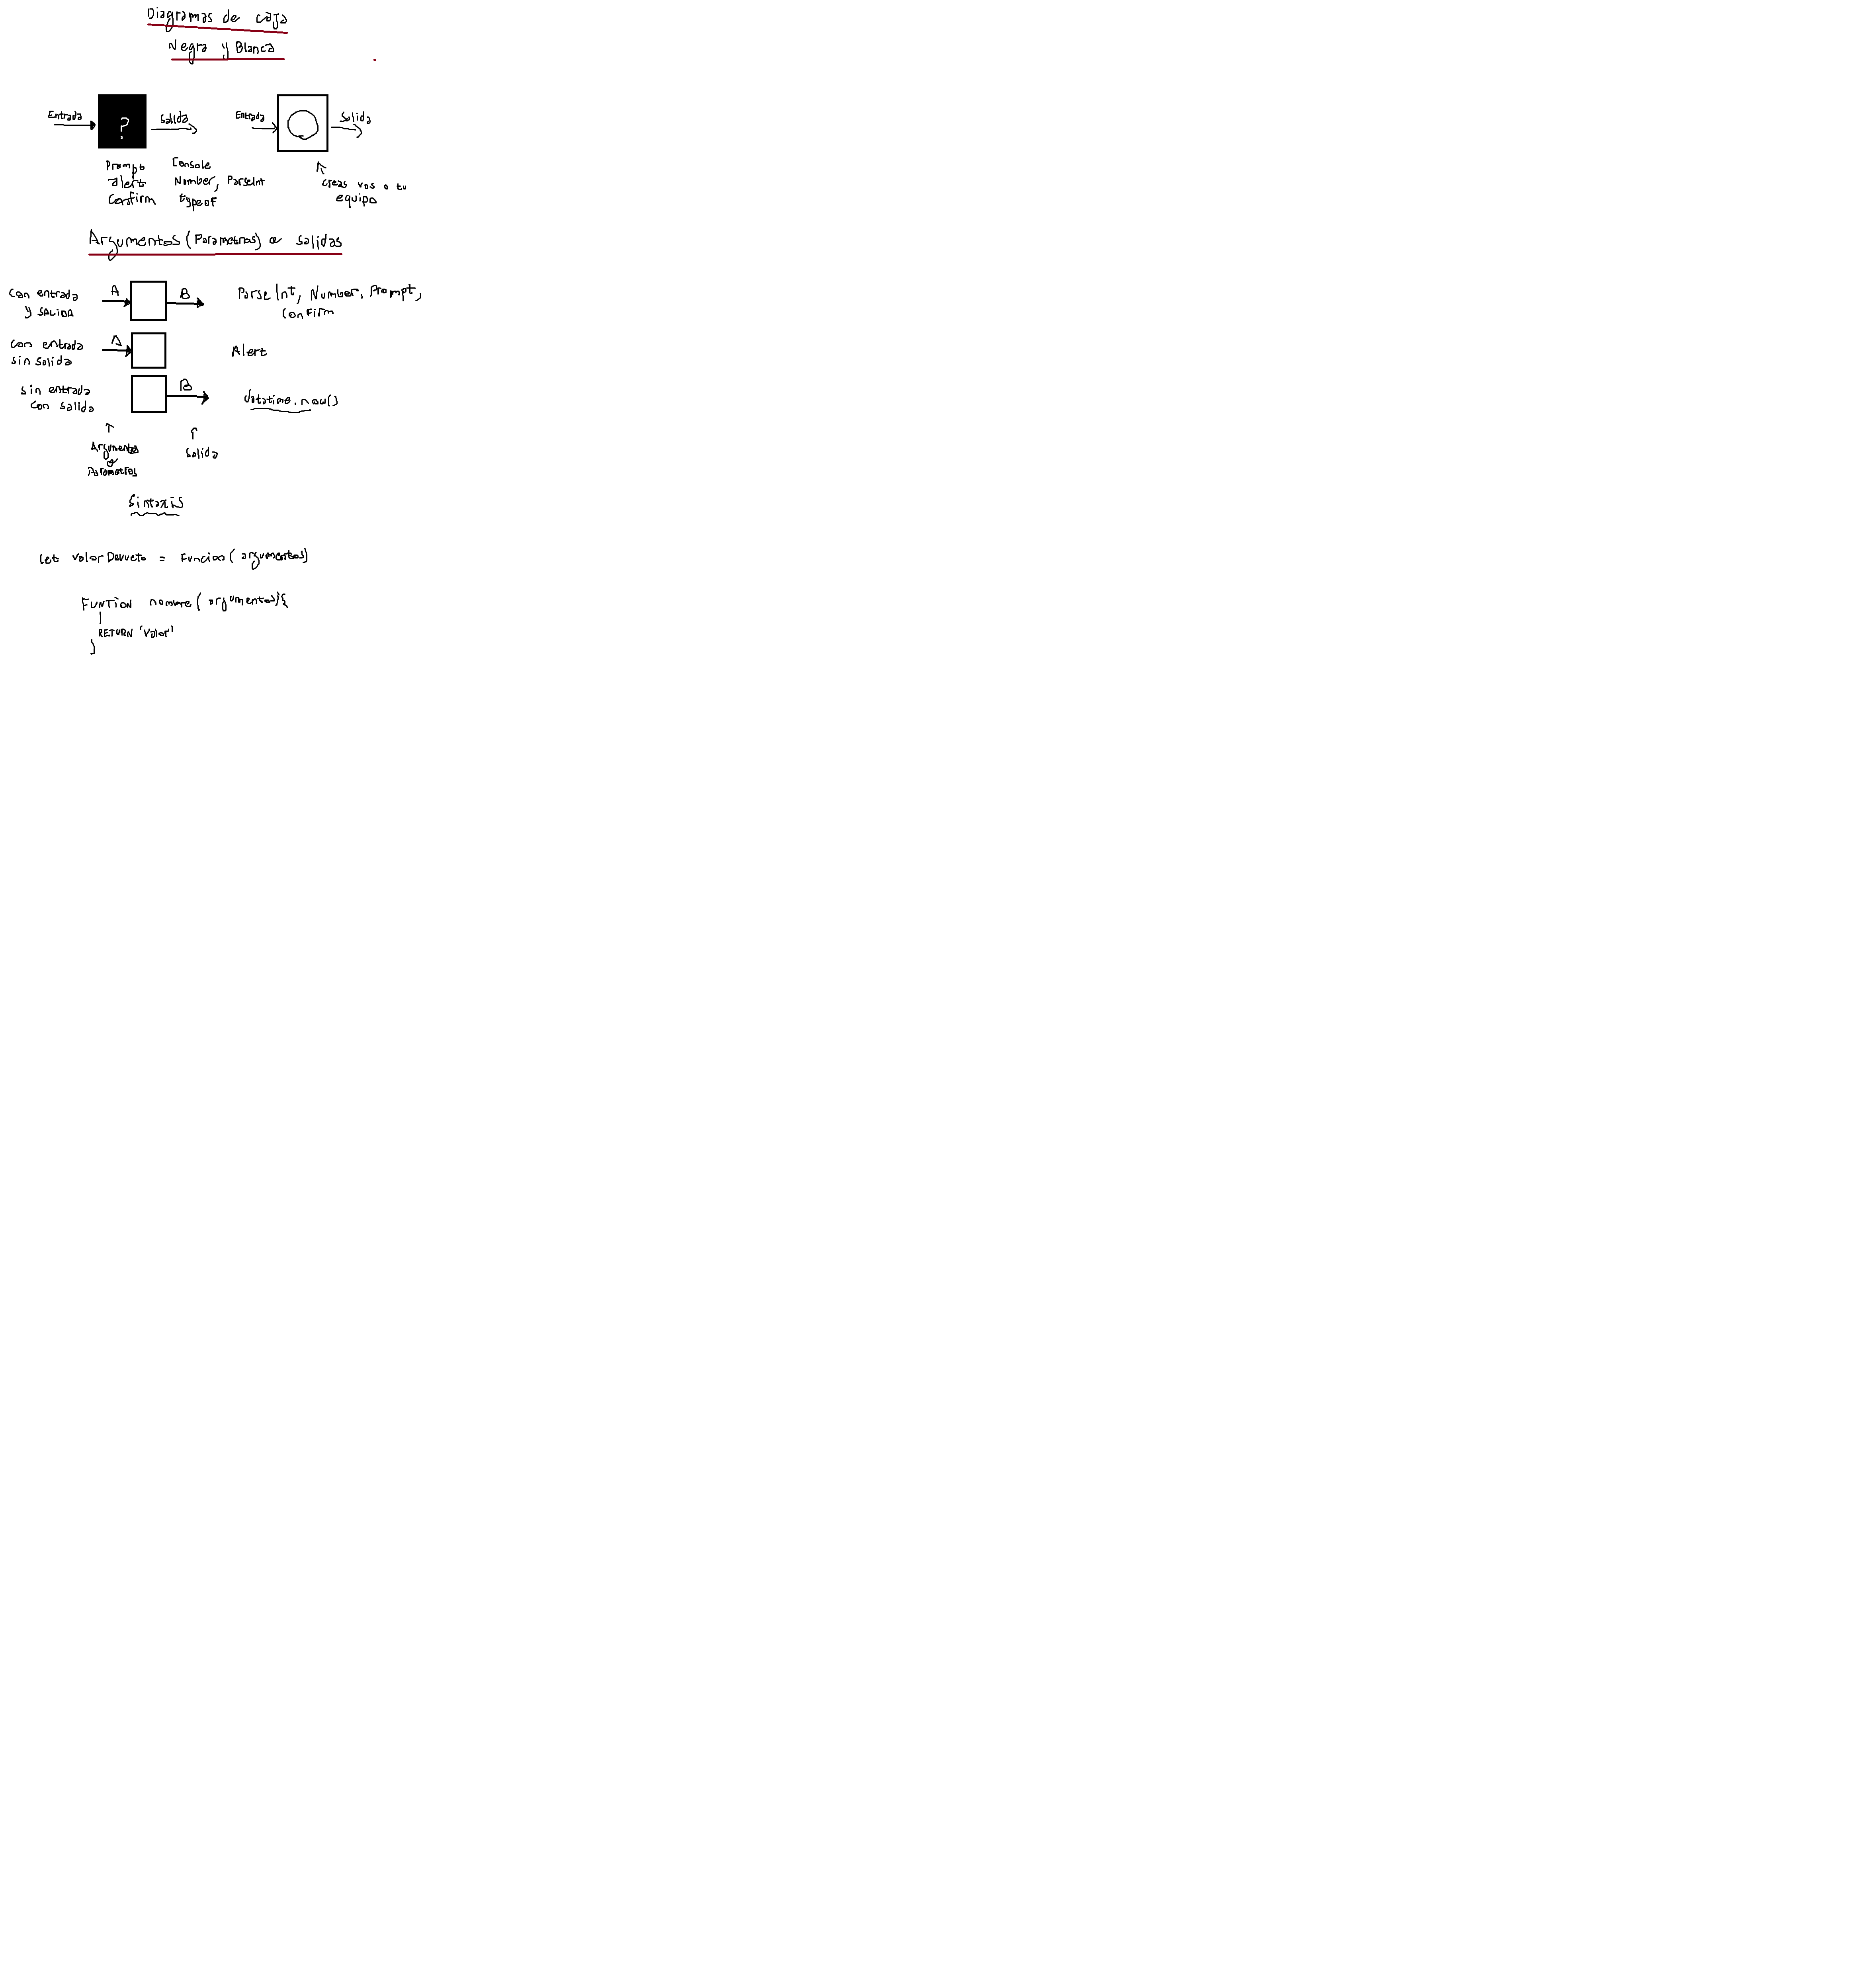 Diagramas de caja
Negra y Blanca
Entrada
?
salida
Entrada
Salida
Prompt
alert
Confirm
Console
Number, ParseInt
typeof
creas vos o tu
equipo
Argumentos (Parametros) o salidas
Con entrada
y SALIDA
A
B
ParseInt, Number, Prompt,
ConFirm
Con entrada
sin salida
A
Alert
sin entrada
Con salida
B
datatime.now()
Argumentos
o
Parametros
Salida
Sintaxis
Let valorDevueto = Funcion( argumentos)
FUNTION nombre( argumentos){
RETURN 'Valor'
}